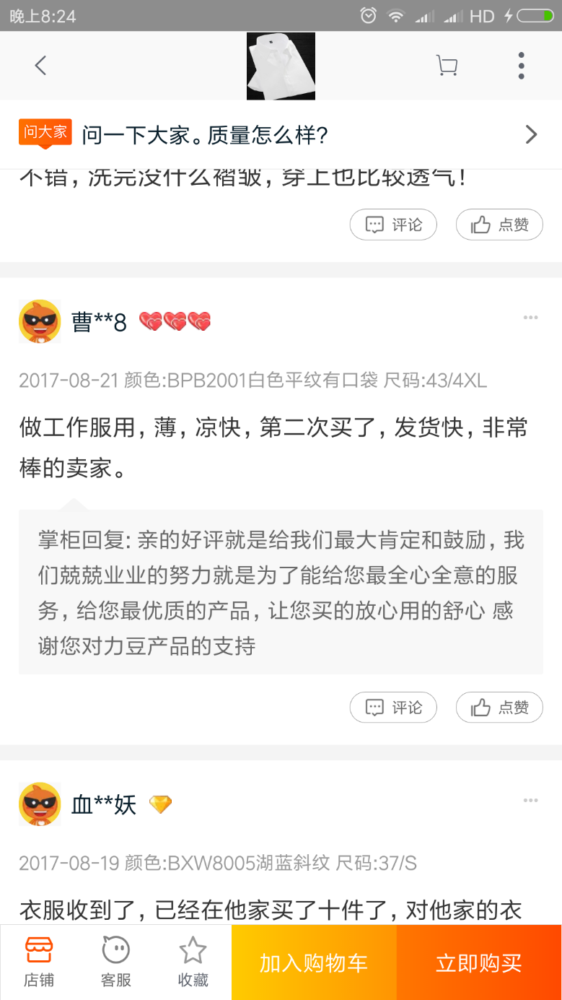 晚上8:24
HD
问大家
问一下大家。质量怎么样?
不错,洗完没什么褶皱,穿上也比较透气!
评论
点赞
曹**8
2017-08-21 颜色:BPB2001白色平纹有口袋 尺码:43/4XL
做工作服用,薄,凉快,第二次买了,发货快,非常
棒的卖家。
掌柜回复: 亲的好评就是给我们最大肯定和鼓励,我
们兢兢业业的努力就是为了能给您最全心全意的服
务,给您最优质的产品,让您买的放心用的舒心 感
谢您对力豆产品的支持
评论
点赞
血**妖
2017-08-19 颜色:BXW8005湖蓝斜纹 尺码:37/S
衣服收到了,已经在他家买了十件了,对他家的衣
店铺
客服
收藏
加入购物车
立即购买